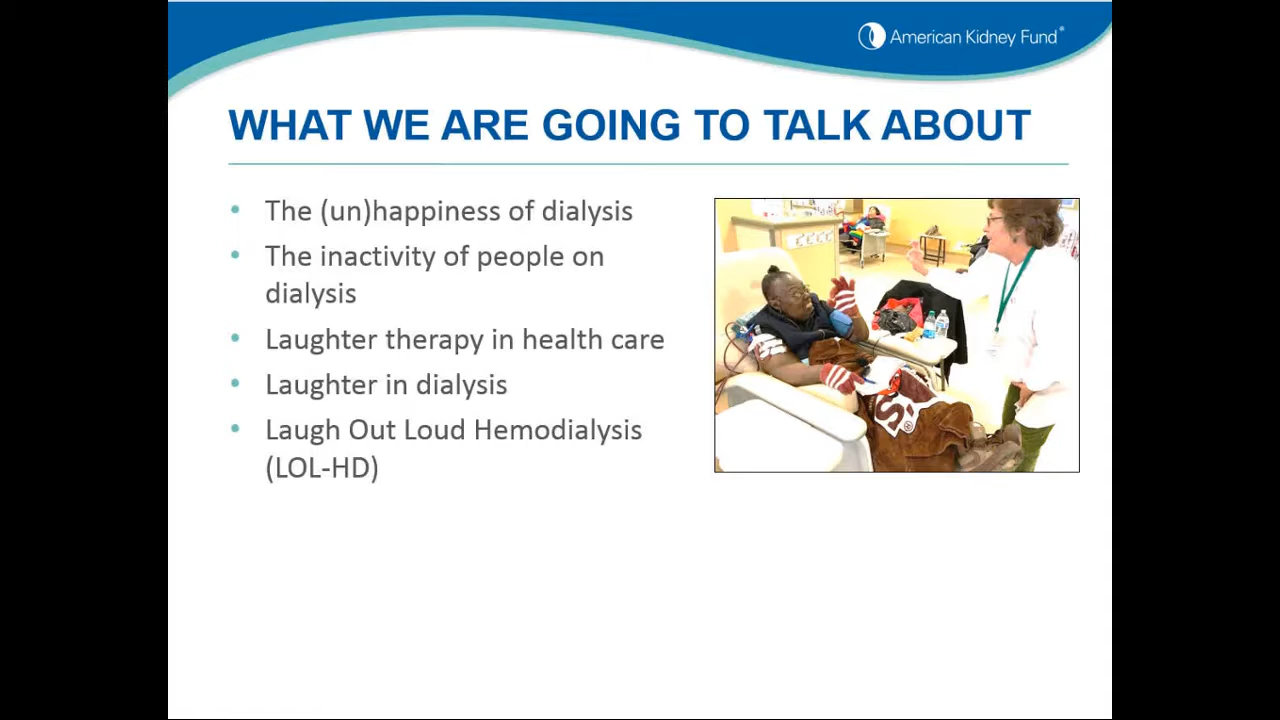 American Kidney Fund®
WHAT WE ARE GOING TO TALK ABOUT
• The (un)happiness of dialysis
• The inactivity of people on
dialysis
• Laughter therapy in health care
• Laughter in dialysis
• Laugh Out Loud Hemodialysis
(LOL-HD)